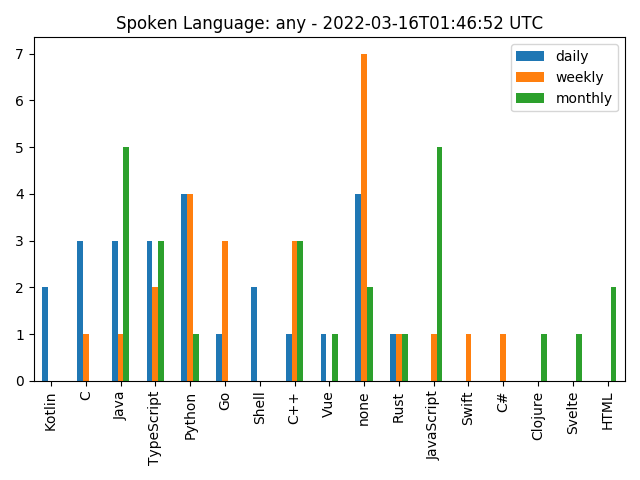 Spoken Language: any - 2022-03-16T01:46:52 UTC
daily
weekly
monthly
7
6
5
4
3
2
1
0
Kotlin
C
Java
TypeScript
Python
Go
Shell
C++
Vue
none
Rust
JavaScript
Swift
C#
Clojure
Svelte
HTML